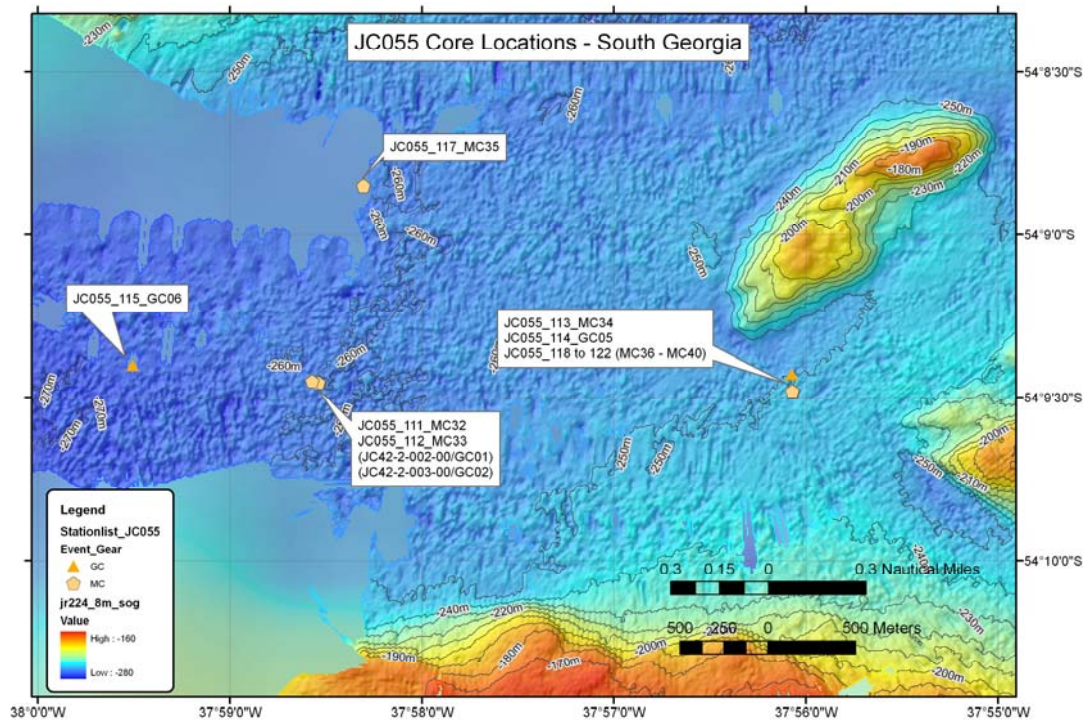 JC055 Core Locations - South Georgia
-230m
-250m
-260m
-250m
54°8'30"S
JC055_117_MC35
-190m
-180m
-220m
-210m
-230m
-240m
-200m
-200m
-260m
-260m
-260m
-250m
54°9'0"S
JC055_115_GC06
JC055_113_MC34
JC055_114_GC05
JC055_118 to 122 (MC36 - MC40)
-260m
-260m
-260m
-270m
-270m
-270m
-260m
54°9'30"S
JC055_111_MC32
JC055_112_MC33
(JC42-2-002-00/GC01)
(JC42-2-003-00/GC02)
-250m
-250m
-200m
-250m
-210m
Legend
Stationlist_JC055
Event_Gear
GC
MC
jr224_8m_sog
Value
High : -160
Low : -280
54°10'0"S
-240m
0.3 0.15 0 0.3 Nautical Miles
500 250 0 500 Meters
-240m
-220m
-230m
-190m
-180m
-170m
-200m
-200m
-200m
38°0'0"W
37°59'0"W
37°58'0"W
37°57'0"W
37°56'0"W
37°55'0"W